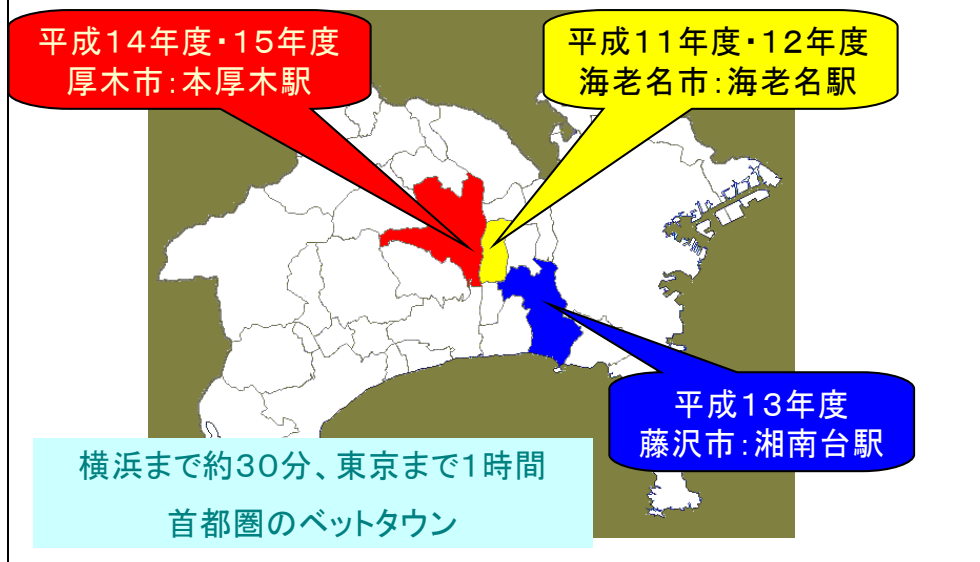 平成１４年度・１５年度
厚木市：本厚木駅
平成１１年度・１２年度
海老名市：海老名駅
平成１３年度
藤沢市：湘南台駅
横浜まで約３０分、東京まで１時間
首都圏のベットタウン